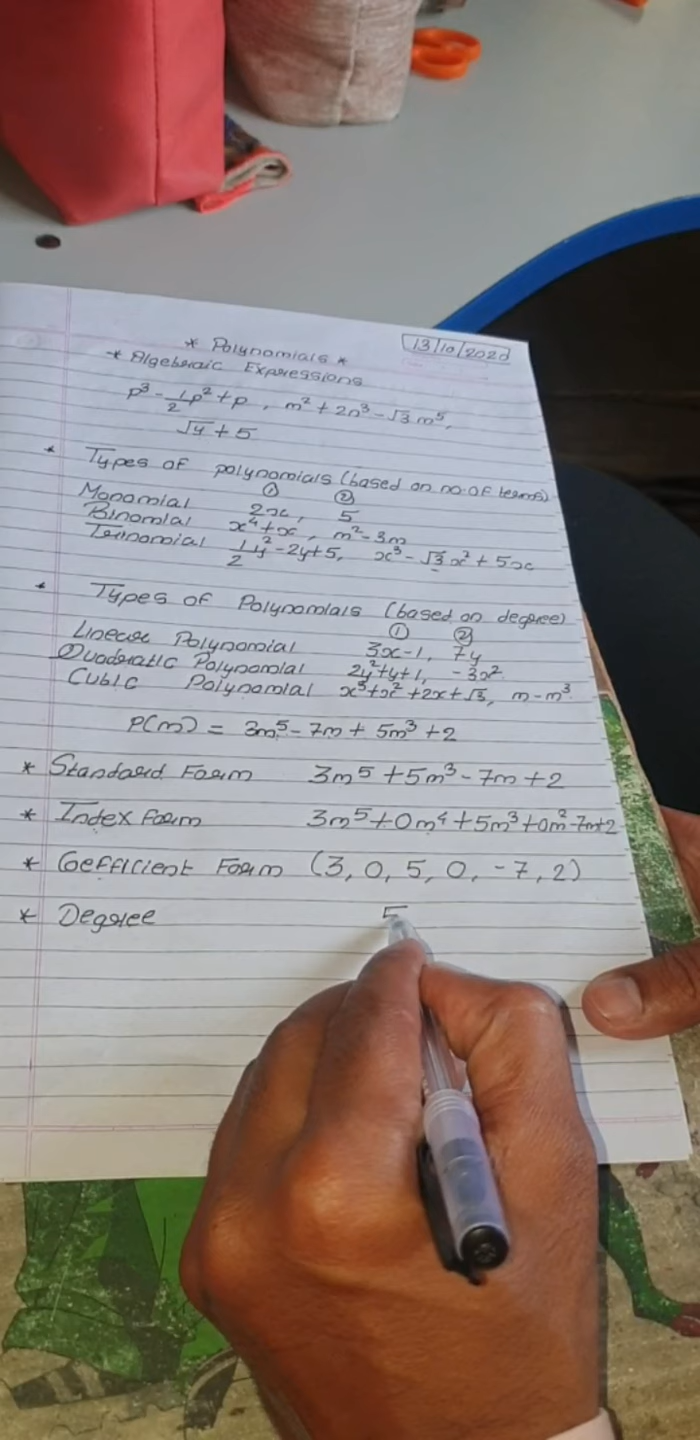 * Polynomials *
13/10/2020
* Algebraic Expressions
p³ - 1/2 p² + p , m² + 2n³ - √3 m⁵,
√y + 5
* Types of polynomials (based on no. of terms)
① ②
Monomial 2x, 5
Binomial x⁴+x , m²-3m
Trinomial 1/2 y² - 2y+5, x³ - √3 x² + 5x
* Types of Polynomials (based on degree)
① ②
Linear Polynomial 3x-1, 7y
Quadratic Polynomial 2y²+y+1, -3x²
Cubic Polynomial x³+x²+2x+√3, m-m³
P(m) = 3m⁵ - 7m + 5m³ + 2
* Standard Form 3m⁵ + 5m³ - 7m + 2
* Index form 3m⁵ + 0m⁴ + 5m³ + 0m² - 7m + 2
* Coefficient Form (3, 0, 5, 0, -7, 2)
* Degree 5